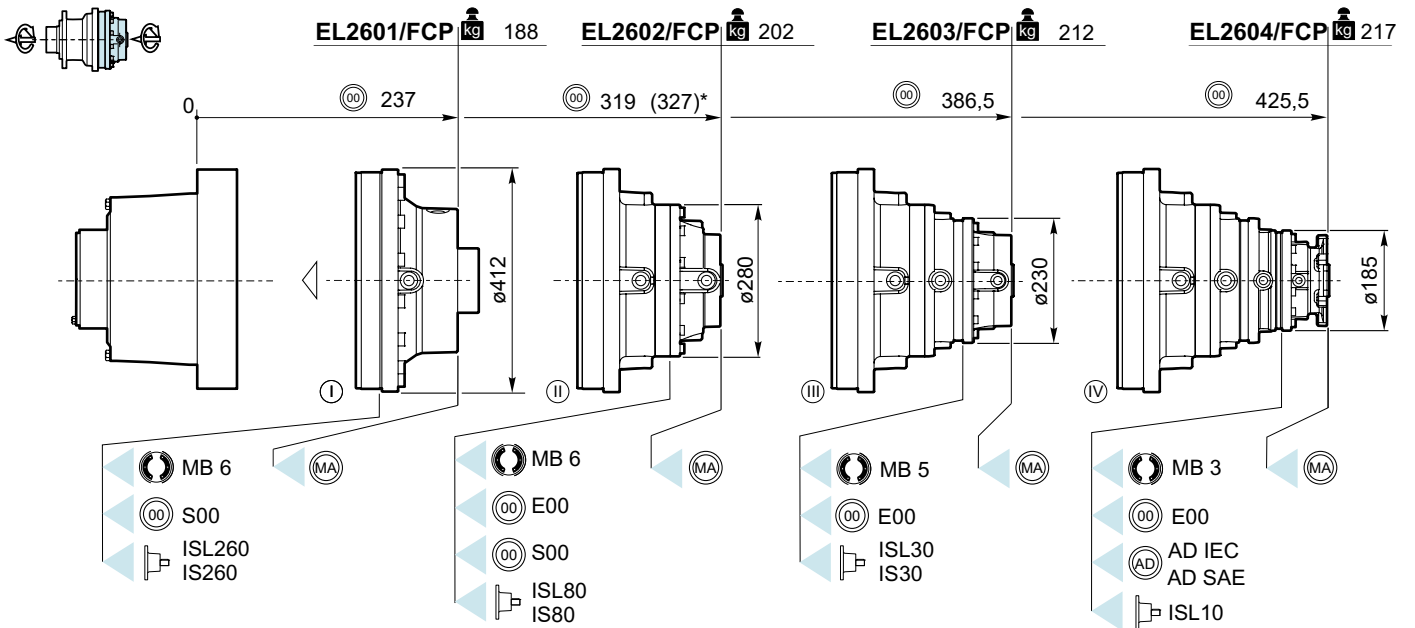 EL2601/FCP kg 188
EL2602/FCP kg 202
EL2603/FCP kg 212
EL2604/FCP kg 217
0
00 237
00 319 (327)*
00 386,5
00 425,5
ø412
ø280
ø230
ø185
I
II
III
IV
MB 6
MA
00 S00
ISL260
IS260
MB 6
MA
00 E00
00 S00
ISL80
IS80
MB 5
MA
00 E00
ISL30
IS30
MB 3
MA
00 E00
AD AD IEC
AD SAE
ISL10